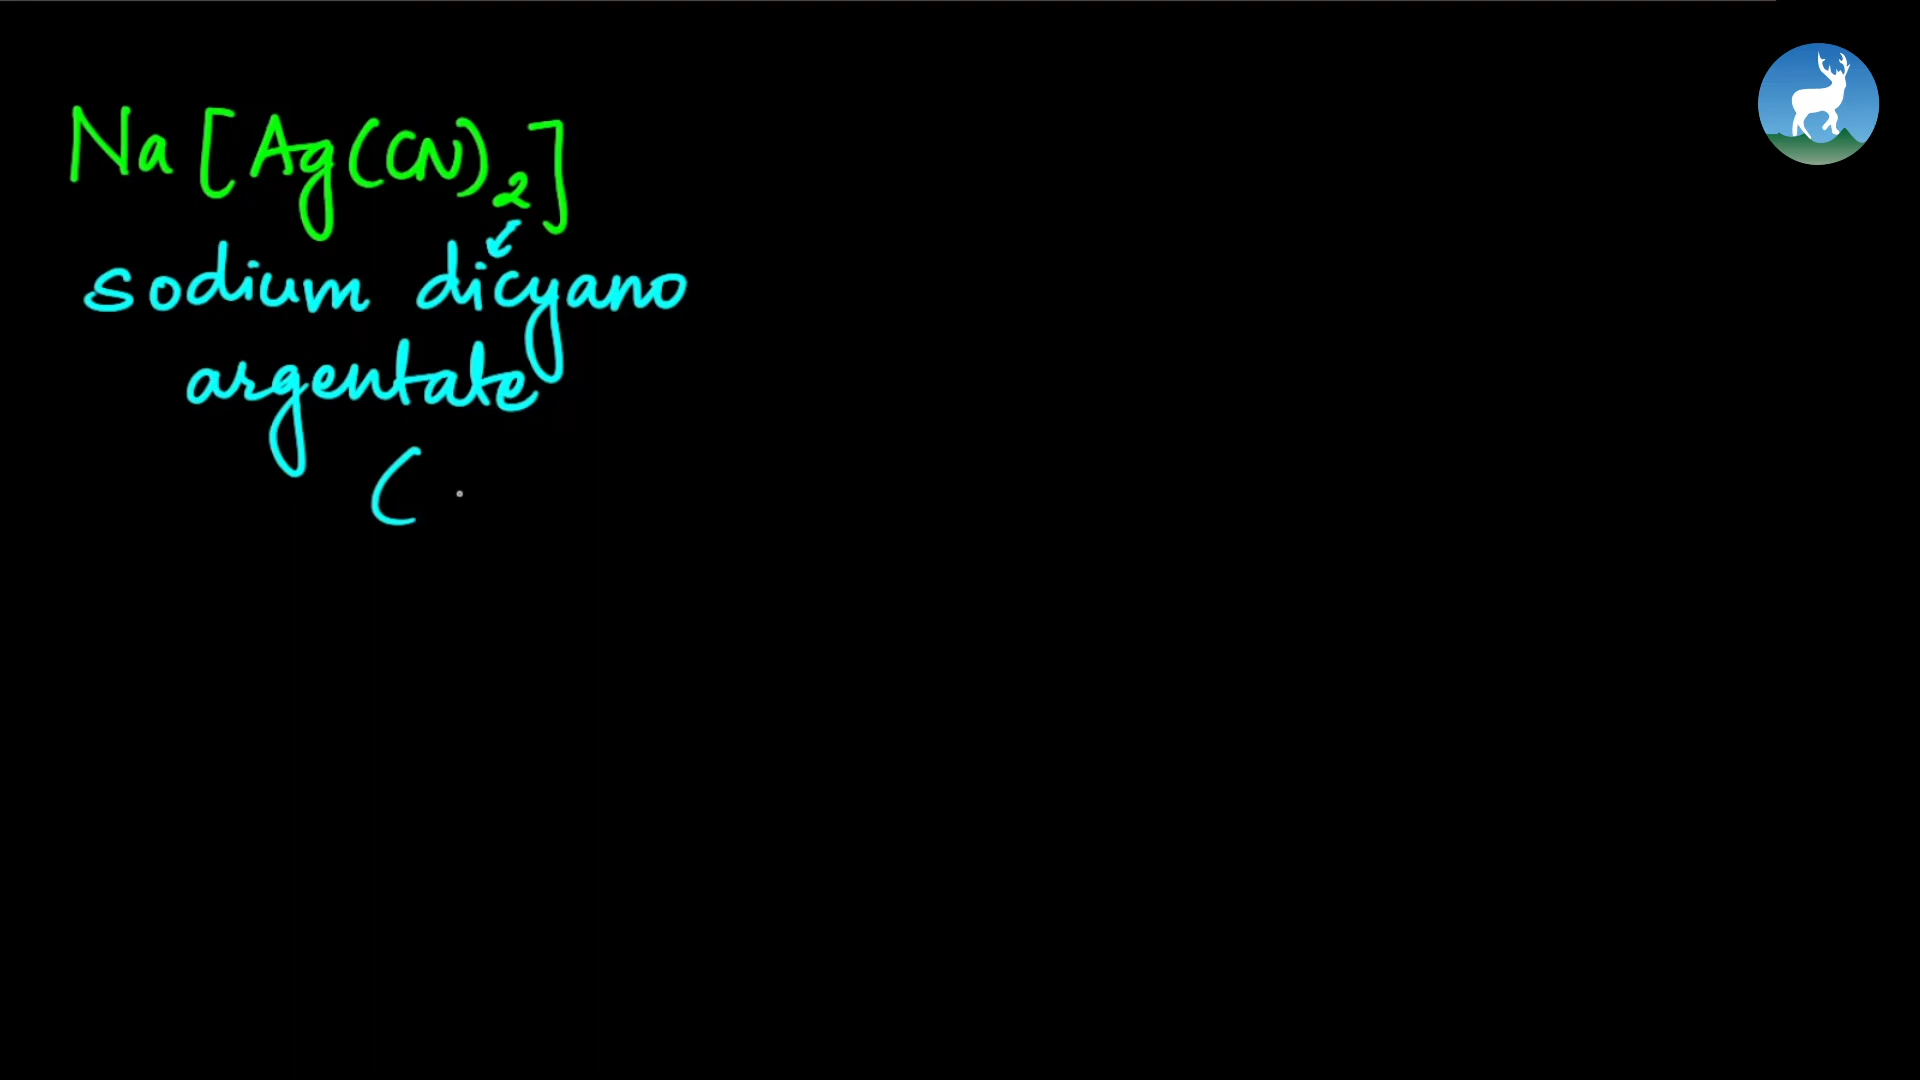 Na[Ag(CN)₂]
sodium dicyano
argentate
(